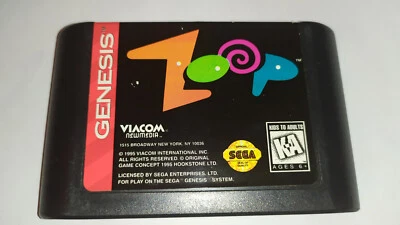 GENESIS
ZOOP
TM
VIACOM
NEWMEDIA
1515 BROADWAY NEW YORK, NY 10036
© 1995 VIACOM INTERNATIONAL INC.
ALL RIGHTS RESERVED. © ORIGINAL
GAME CONCEPT 1995 HOOKSTONE LTD.
LICENSED BY SEGA ENTERPRISES, LTD
FOR PLAY ON THE SEGA™ GENESIS™ SYSTEM.
SEGA
KIDS TO ADULTS
KA
AGES 6+